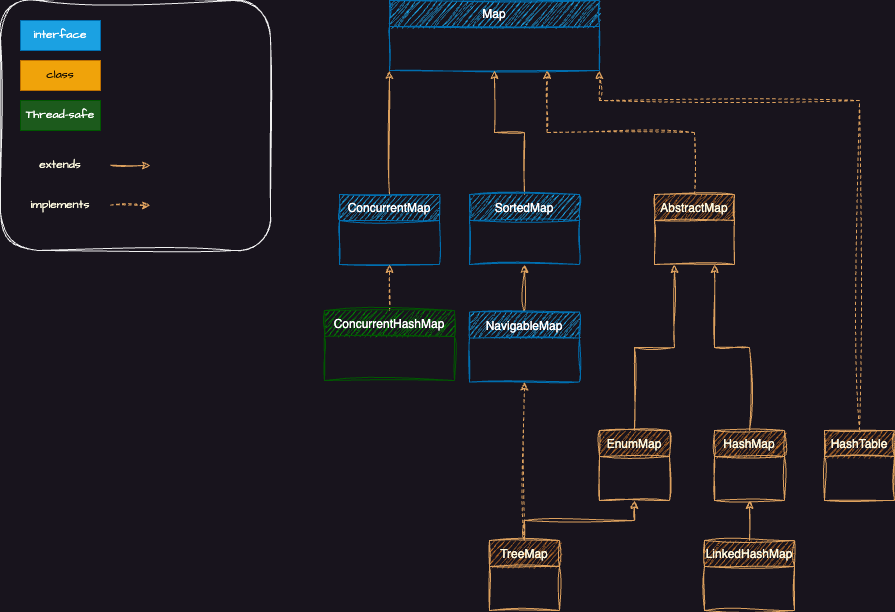 interface
class
Thread-safe
extends
implements
Map
ConcurrentMap
SortedMap
AbstractMap
ConcurrentHashMap
NavigableMap
EnumMap
HashMap
HashTable
TreeMap
LinkedHashMap